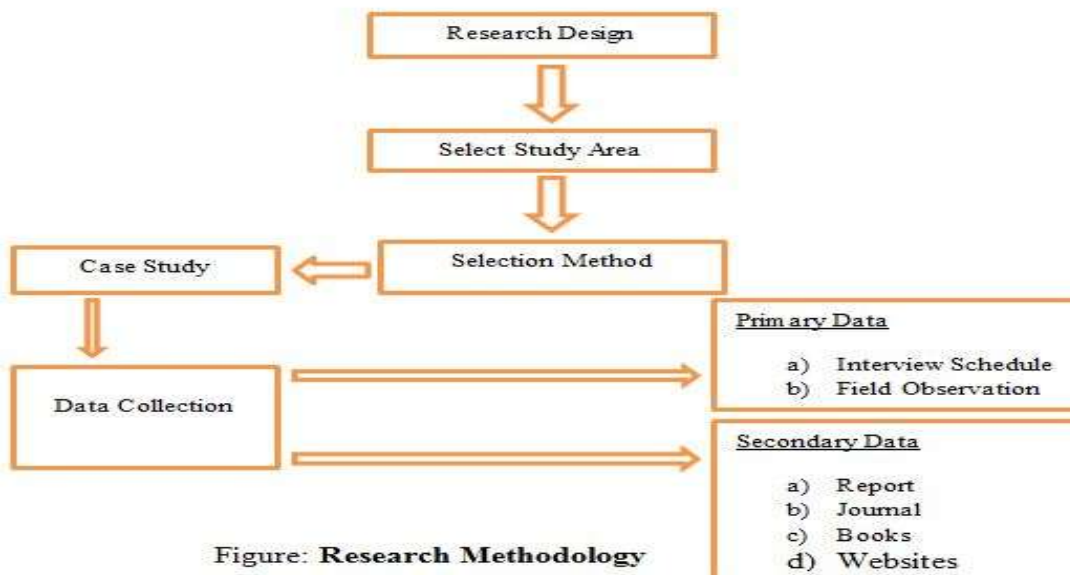 Research Design
Select Study Area
Selection Method
Case Study
Data Collection
Primary Data
a) Interview Schedule
b) Field Observation
Secondary Data
a) Report
b) Journal
c) Books
d) Websites
Figure: Research Methodology